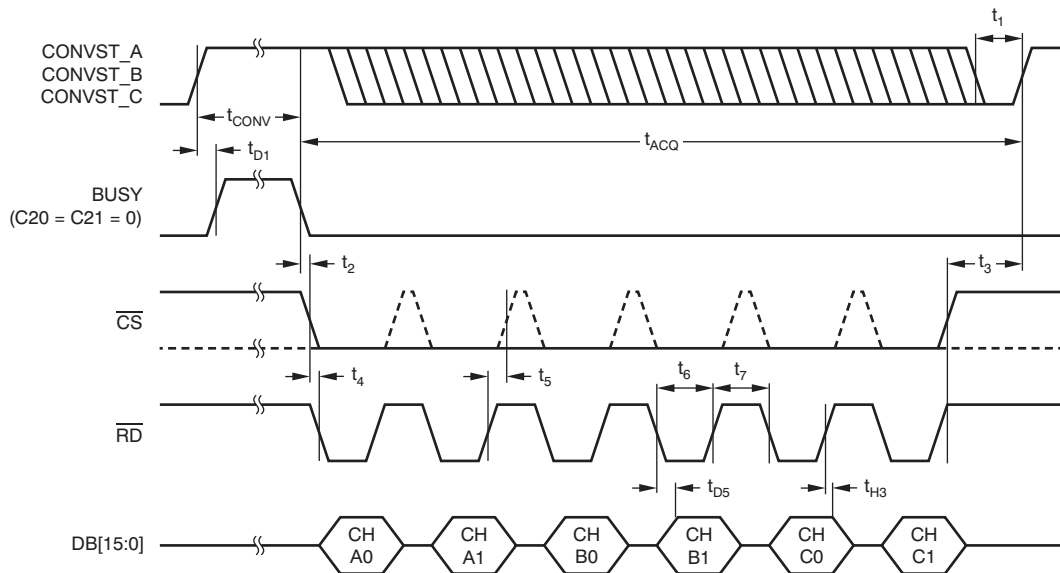 t1
CONVST_A
CONVST_B
CONVST_C
tCONV
tACQ
tD1
BUSY
(C20 = C21 = 0)
t2
t3
CS
t4
t5
t6
t7
RD
tD5
tH3
DB[15:0]
CH
A0
CH
A1
CH
B0
CH
B1
CH
C0
CH
C1